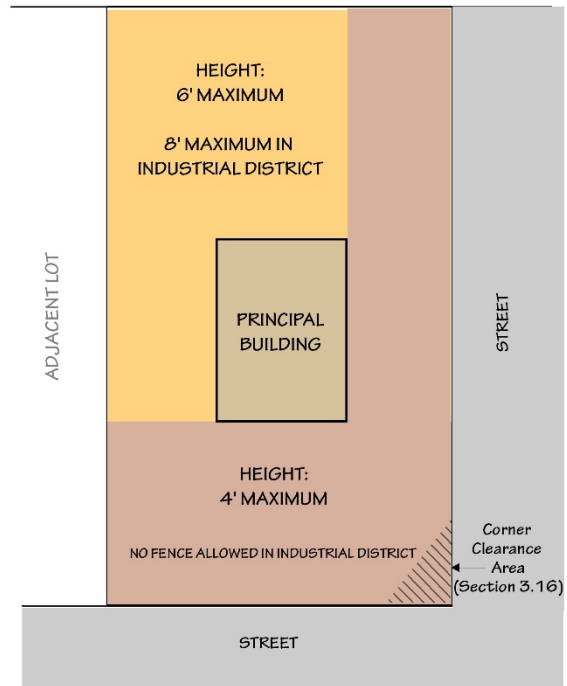 HEIGHT:
6' MAXIMUM
8' MAXIMUM IN
INDUSTRIAL DISTRICT
ADJACENT LOT
PRINCIPAL
BUILDING
STREET
HEIGHT:
4' MAXIMUM
NO FENCE ALLOWED IN INDUSTRIAL DISTRICT
Corner
Clearance
Area
(Section 3.16)
STREET